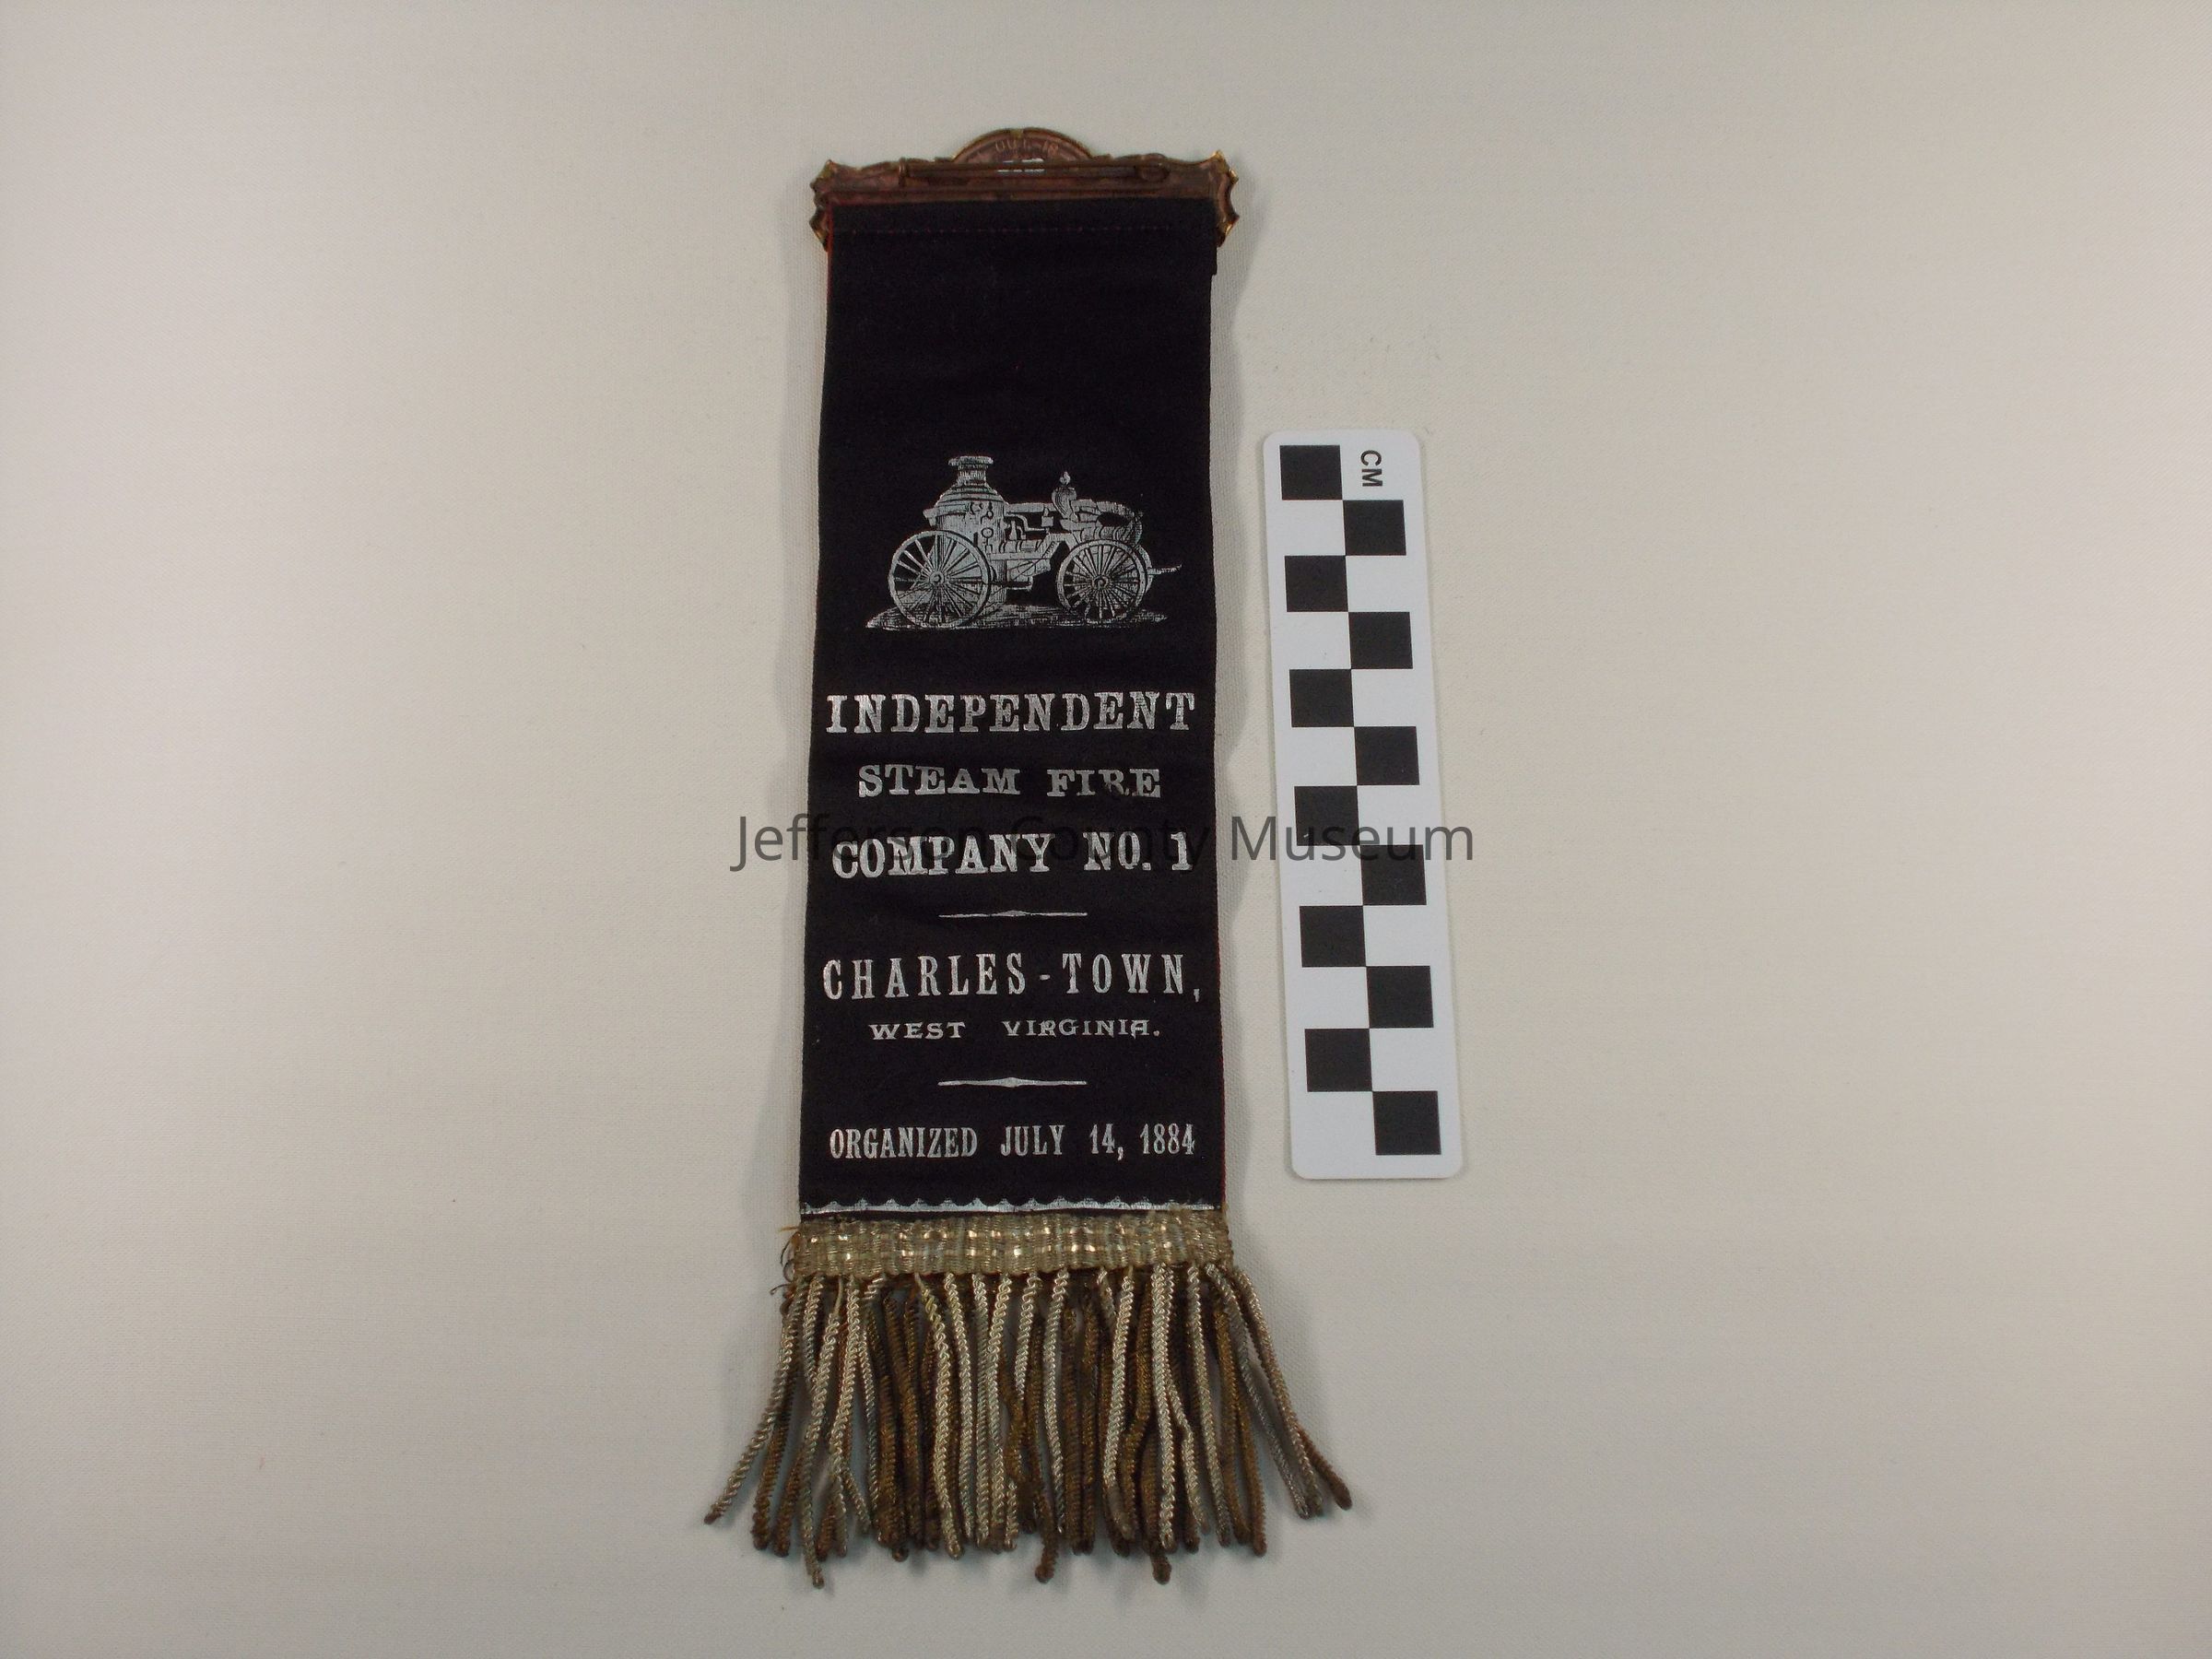 CM
INDEPENDENT
STEAM FIRE
COMPANY NO. 1
Jefferson County Museum
CHARLES-TOWN,
WEST VIRGINIA.
ORGANIZED JULY 14, 1884